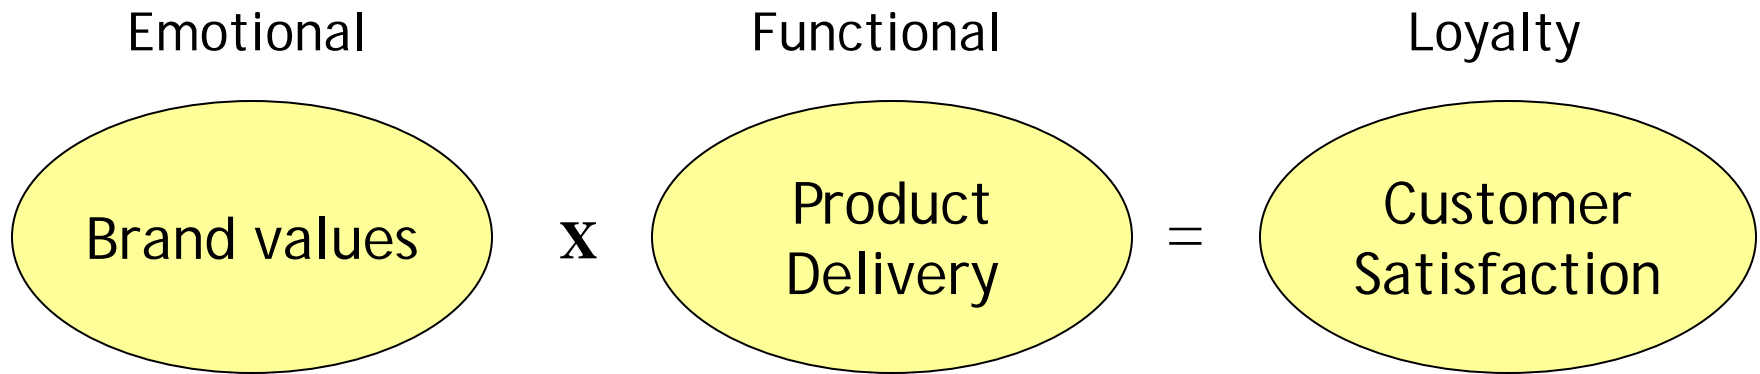 Emotional Functional Loyalty
Brand values x Product Delivery = Customer Satisfaction